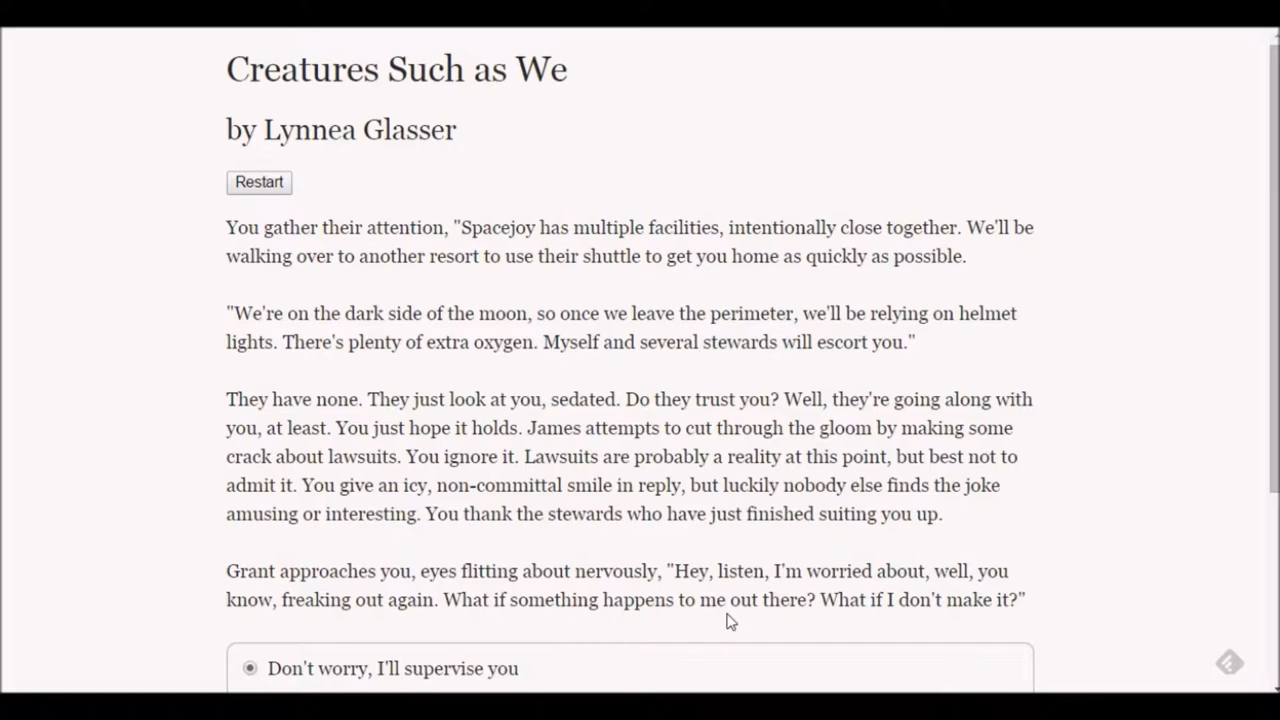 Creatures Such as We
by Lynnea Glasser
Restart
You gather their attention, "Spacejoy has multiple facilities, intentionally close together. We'll be
walking over to another resort to use their shuttle to get you home as quickly as possible.
"We're on the dark side of the moon, so once we leave the perimeter, we'll be relying on helmet
lights. There's plenty of extra oxygen. Myself and several stewards will escort you."
They have none. They just look at you, sedated. Do they trust you? Well, they're going along with
you, at least. You just hope it holds. James attempts to cut through the gloom by making some
crack about lawsuits. You ignore it. Lawsuits are probably a reality at this point, but best not to
admit it. You give an icy, non-committal smile in reply, but luckily nobody else finds the joke
amusing or interesting. You thank the stewards who have just finished suiting you up.
Grant approaches you, eyes flitting about nervously, "Hey, listen, I'm worried about, well, you
know, freaking out again. What if something happens to me out there? What if I don't make it?"
Don't worry, I'll supervise you